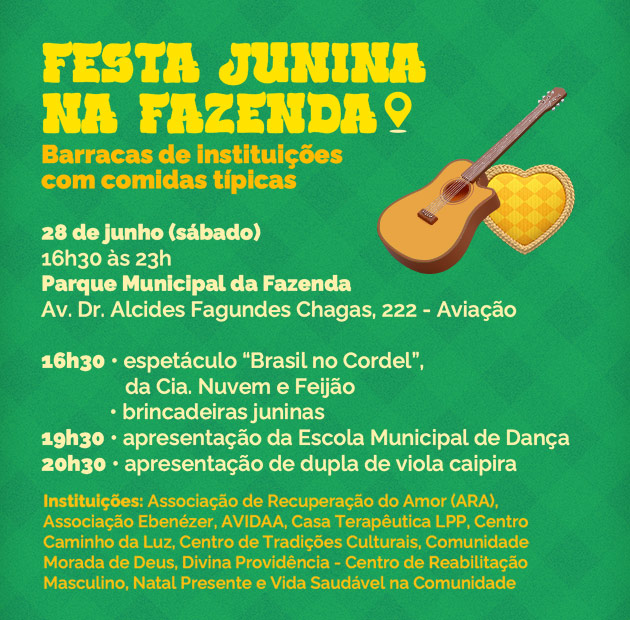 FESTA JUNINA
NA FAZENDA
Barracas de instituições
com comidas típicas
28 de junho (sábado)
16h30 às 23h
Parque Municipal da Fazenda
Av. Dr. Alcides Fagundes Chagas, 222 - Aviação
16h30 • espetáculo “Brasil no Cordel”,
da Cia. Nuvem e Feijão
• brincadeiras juninas
19h30 • apresentação da Escola Municipal de Dança
20h30 • apresentação de dupla de viola caipira
Instituições: Associação de Recuperação do Amor (ARA),
Associação Ebenézer, AVIDAA, Casa Terapêutica LPP, Centro
Caminho da Luz, Centro de Tradições Culturais, Comunidade
Morada de Deus, Divina Providência - Centro de Reabilitação
Masculino, Natal Presente e Vida Saudável na Comunidade